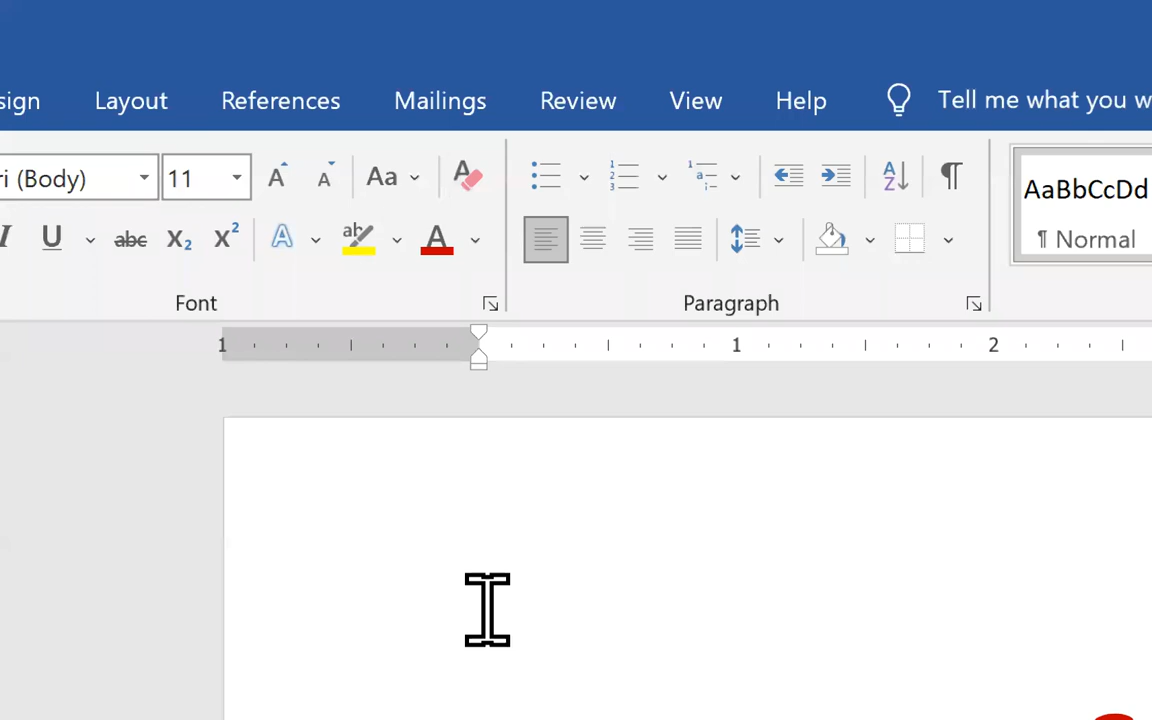 sign Layout References Mailings Review View Help Tell me what you w
ri (Body) 11 Aa A AaBbCcDd
I U abc X₂ X² A ab A ¶ Normal
Font Paragraph
1 1 2